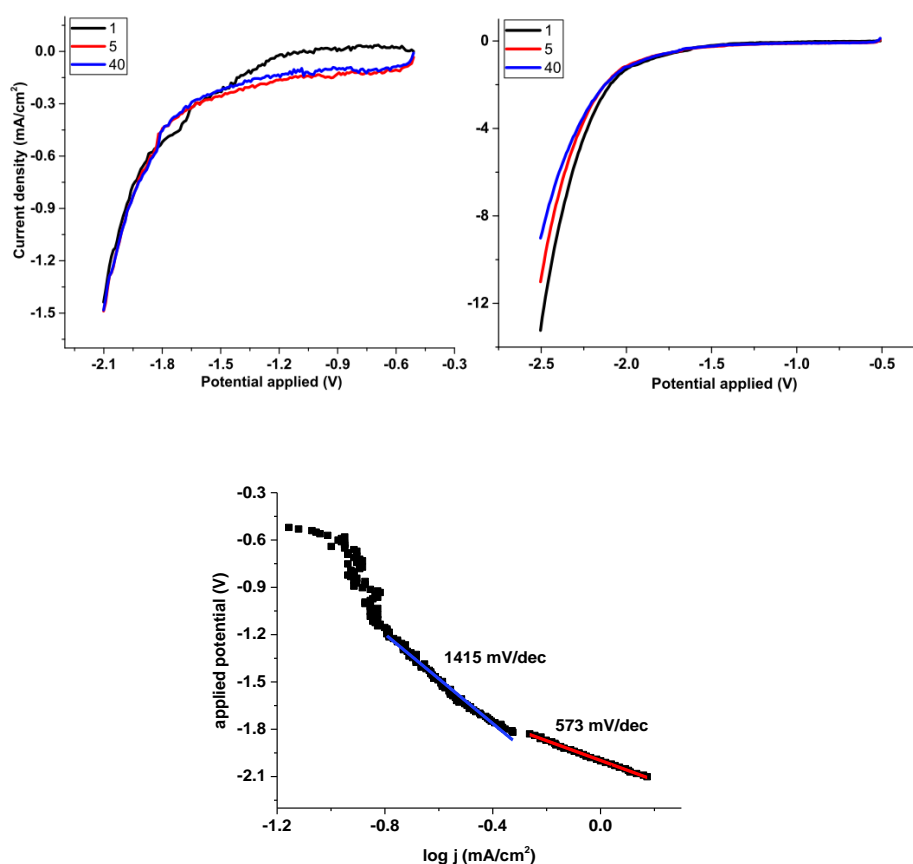 1
5
40
0.0
-0.3
-0.6
-0.9
-1.2
-1.5
Current density (mA/cm²)
-2.1 -1.8 -1.5 -1.2 -0.9 -0.6 -0.3
Potential applied (V)
1
5
40
0
-4
-8
-12
-2.5 -2.0 -1.5 -1.0 -0.5
Potential applied (V)
-0.3
-0.6
-0.9
-1.2
-1.5
-1.8
-2.1
applied potential (V)
1415 mV/dec
573 mV/dec
-1.2 -0.8 -0.4 0.0
log j (mA/cm²)